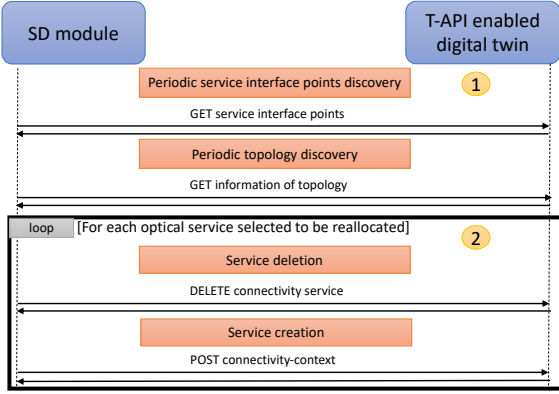 SD module
T-API enabled
digital twin
Periodic service interface points discovery
1
GET service interface points
Periodic topology discovery
GET information of topology
loop [For each optical service selected to be reallocated]
2
Service deletion
DELETE connectivity service
Service creation
POST connectivity-context